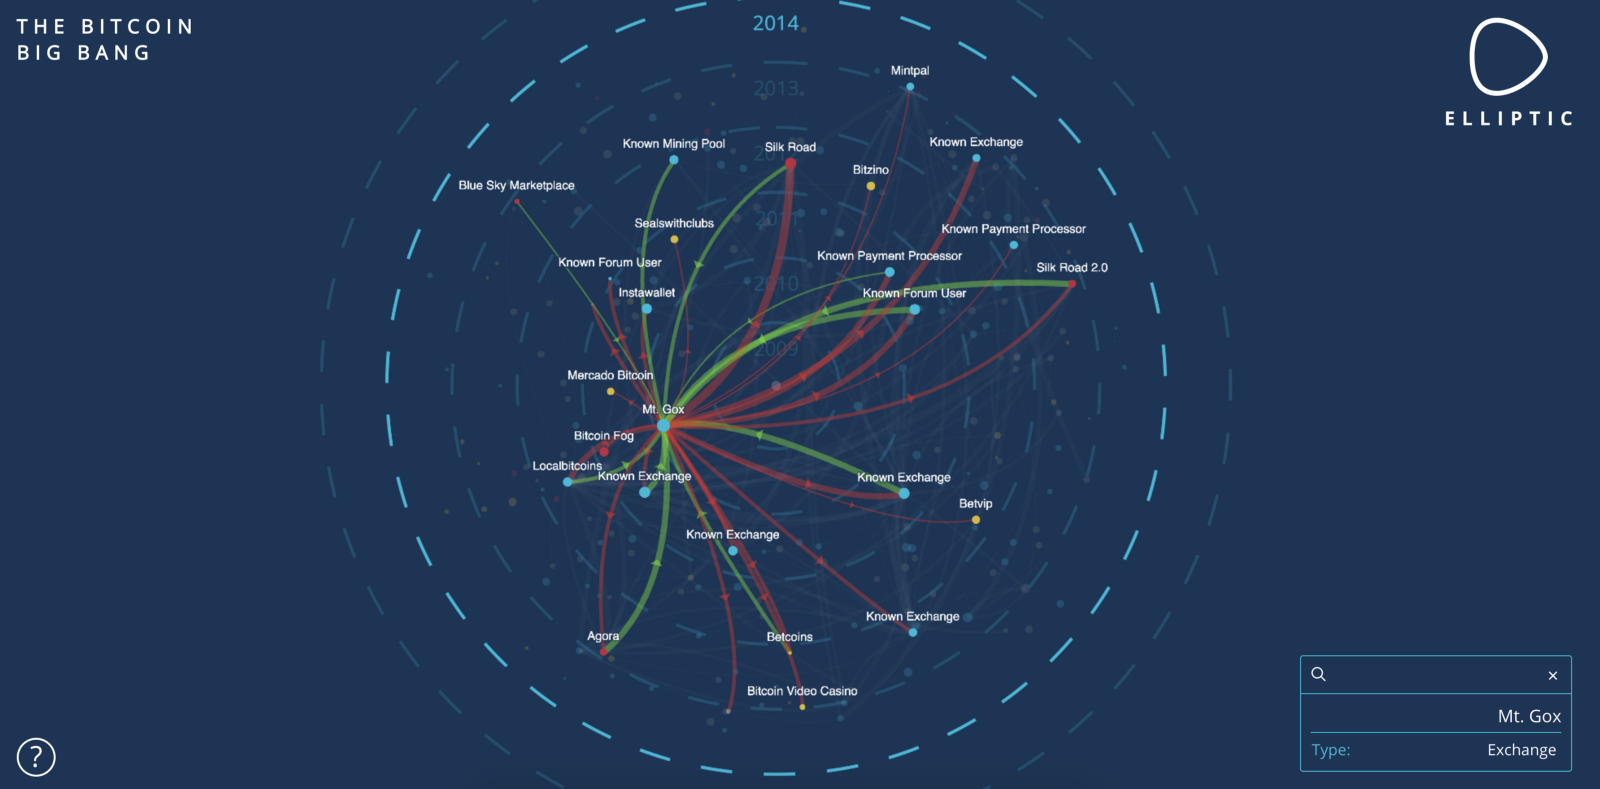 THE BITCOIN
BIG BANG
2014
ELLIPTIC
Mintpal
2013
Known Mining Pool
Silk Road
Known Exchange
Bitzino
Blue Sky Marketplace
2011
Sealswithclubs
Known Payment Processor
Known Payment Processor
Known Forum User
Silk Road 2.0
2010
Instawallet
Known Forum User
2009
Mercado Bitcoin
Mt. Gox
Bitcoin Fog
Localbitcoins
Known Exchange
Known Exchange
Betvip
Known Exchange
Known Exchange
Agora
Betcoins
Bitcoin Video Casino
Mt. Gox
Type: Exchange
?